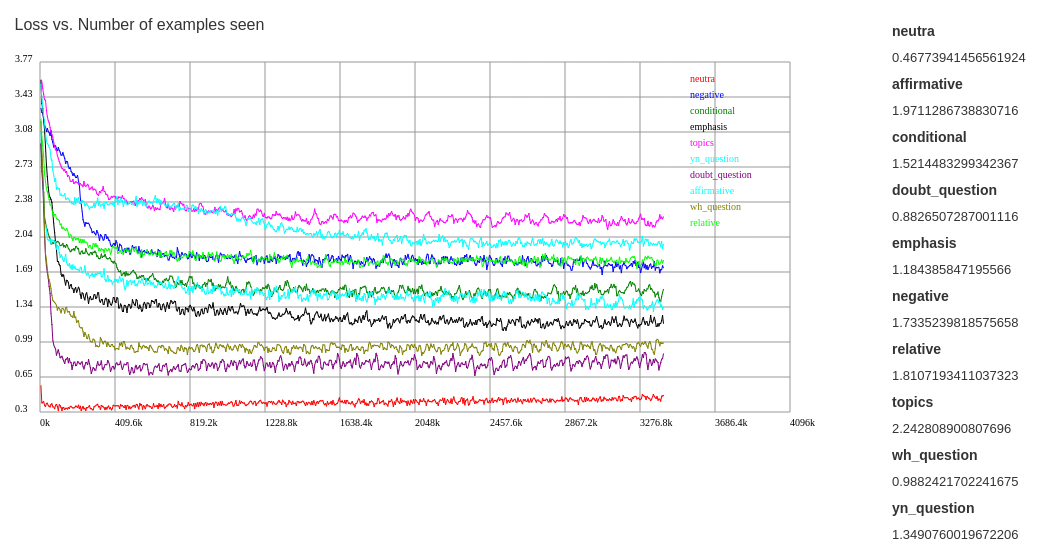 Loss vs. Number of examples seen
3.77
3.43
3.08
2.73
2.38
2.04
1.69
1.34
0.99
0.65
0.3
0k 409.6k 819.2k 1228.8k 1638.4k 2048k 2457.6k 2867.2k 3276.8k 3686.4k 4096k
neutra
negative
conditional
emphasis
topics
yn_question
doubt_question
affirmative
wh_question
relative
neutra
0.46773941456561924
affirmative
1.9711286738830716
conditional
1.5214483299342367
doubt_question
0.8826507287001116
emphasis
1.184385847195566
negative
1.7335239818575658
relative
1.8107193411037323
topics
2.242808900807696
wh_question
0.9882421702241675
yn_question
1.3490760019672206